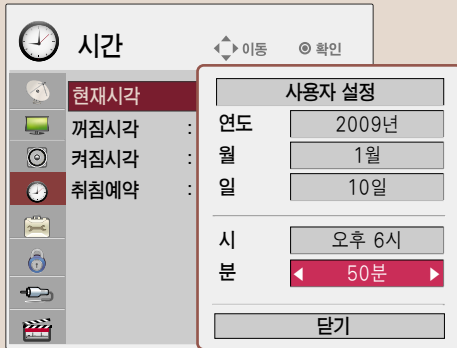 시간
이동 확인
현재시각
꺼짐시각 :
켜짐시각 :
취침예약 :
사용자 설정
연도 2009년
월 1월
일 10일
시 오후 6시
분 50분
닫기